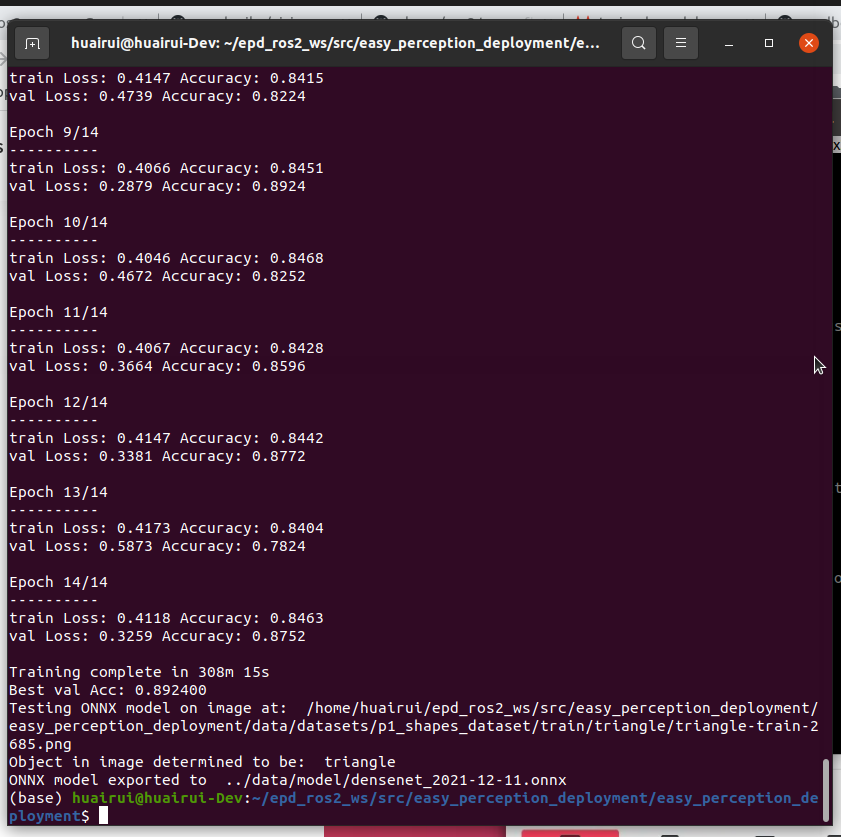 huairui@huairui-Dev: ~/epd_ros2_ws/src/easy_perception_deployment/e...
train Loss: 0.4147 Accuracy: 0.8415
val Loss: 0.4739 Accuracy: 0.8224
Epoch 9/14
----------
train Loss: 0.4066 Accuracy: 0.8451
val Loss: 0.2879 Accuracy: 0.8924
Epoch 10/14
----------
train Loss: 0.4046 Accuracy: 0.8468
val Loss: 0.4672 Accuracy: 0.8252
Epoch 11/14
----------
train Loss: 0.4067 Accuracy: 0.8428
val Loss: 0.3664 Accuracy: 0.8596
Epoch 12/14
----------
train Loss: 0.4147 Accuracy: 0.8442
val Loss: 0.3381 Accuracy: 0.8772
Epoch 13/14
----------
train Loss: 0.4173 Accuracy: 0.8404
val Loss: 0.5873 Accuracy: 0.7824
Epoch 14/14
----------
train Loss: 0.4118 Accuracy: 0.8463
val Loss: 0.3259 Accuracy: 0.8752
Training complete in 308m 15s
Best val Acc: 0.892400
Testing ONNX model on image at:  /home/huairui/epd_ros2_ws/src/easy_perception_deployment/
easy_perception_deployment/data/datasets/p1_shapes_dataset/train/triangle/triangle-train-2
685.png
Object in image determined to be:  triangle
ONNX model exported to  ../data/model/densenet_2021-12-11.onnx
(base) huairui@huairui-Dev:~/epd_ros2_ws/src/easy_perception_deployment/easy_perception_de
ployment$